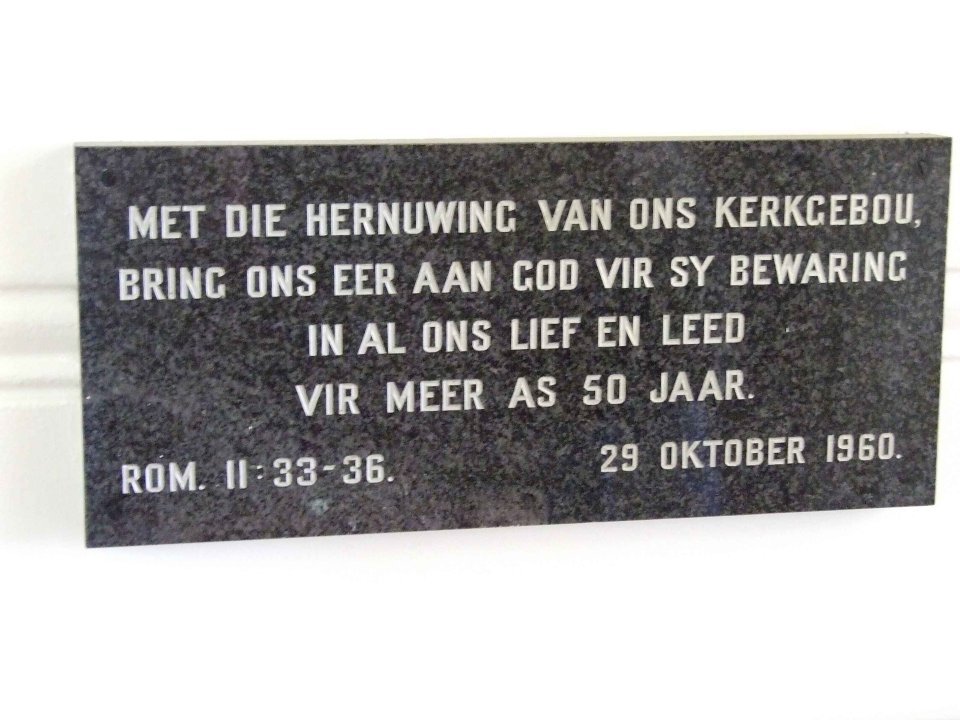 MET DIE HERNUWING VAN ONS KERKGEBOU,
BRING ONS EER AAN GOD VIR SY BEWARING
IN AL ONS LIEF EN LEED
VIR MEER AS 50 JAAR.
ROM. 11:33-36. 29 OKTOBER 1960.